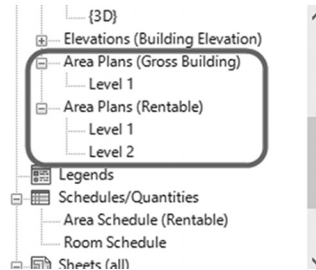 {3D}
Elevations (Building Elevation)
Area Plans (Gross Building)
Level 1
Area Plans (Rentable)
Level 1
Level 2
Legends
Schedules/Quantities
Area Schedule (Rentable)
Room Schedule
Sheets (all)